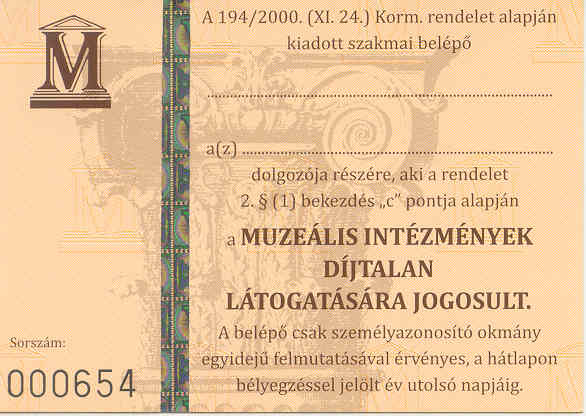 M
A 194/2000. (XI. 24.) Korm. rendelet alapján
kiadott szakmai belépő
a(z)
dolgozója részére, aki a rendelet
2. § (1) bekezdés „c" pontja alapján
a MUZEÁLIS INTÉZMÉNYEK
DÍJTALAN
LÁTOGATÁSÁRA JOGOSULT.
A belépő csak személyazonosító okmány
egyidejű felmutatásával érvényes, a hátlapon
bélyegzéssel jelölt év utolsó napjáig.
Sorszám:
000654